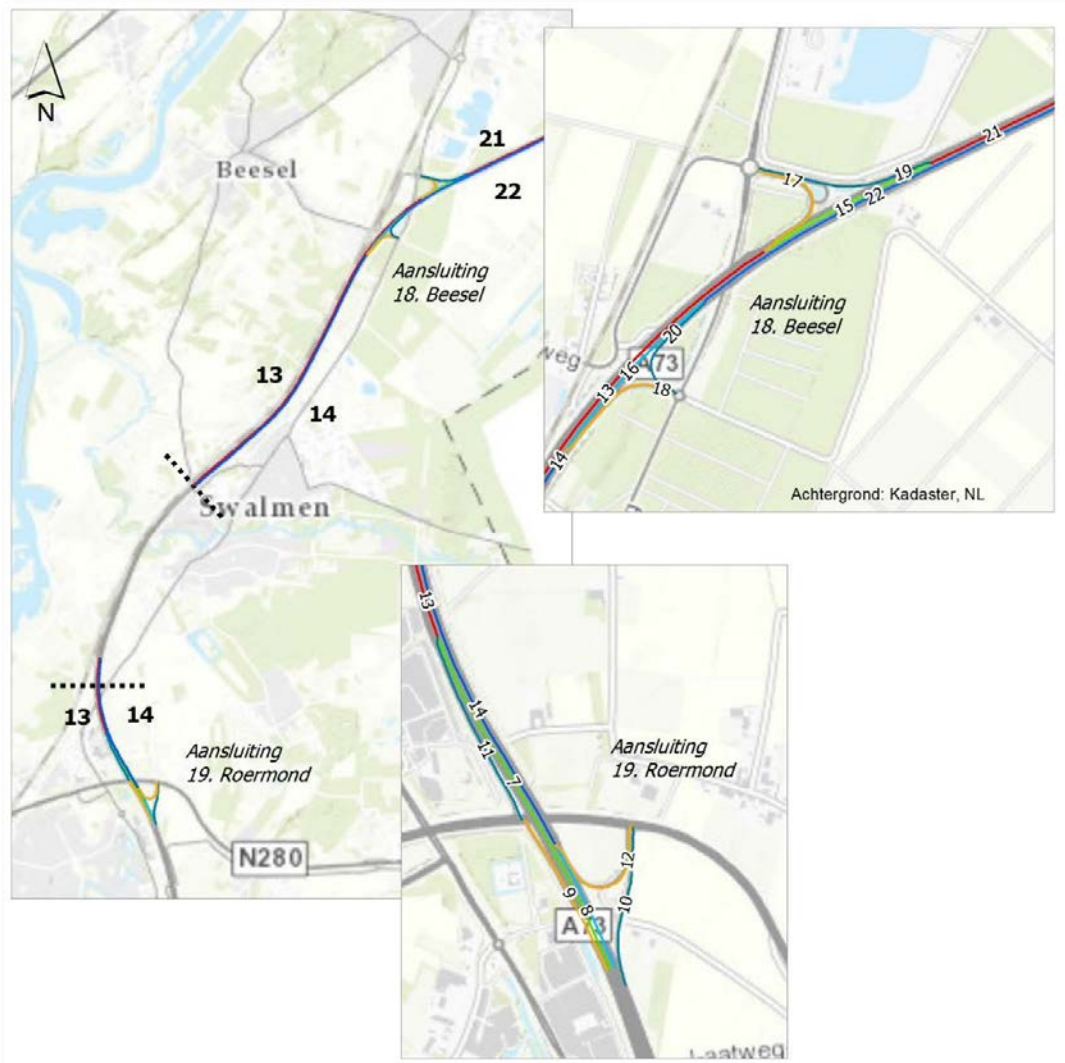 N
Beesel
21
22
Aansluiting
18. Beesel
13
14
Swalmen
13
14
Aansluiting
19. Roermond
N280
21
19
17
15
22
Aansluiting
18. Beesel
20
weg
A73
16
13
18
14
Achtergrond: Kadaster, NL
13
14
11
7
Aansluiting
19. Roermond
12
9
10
8
A73